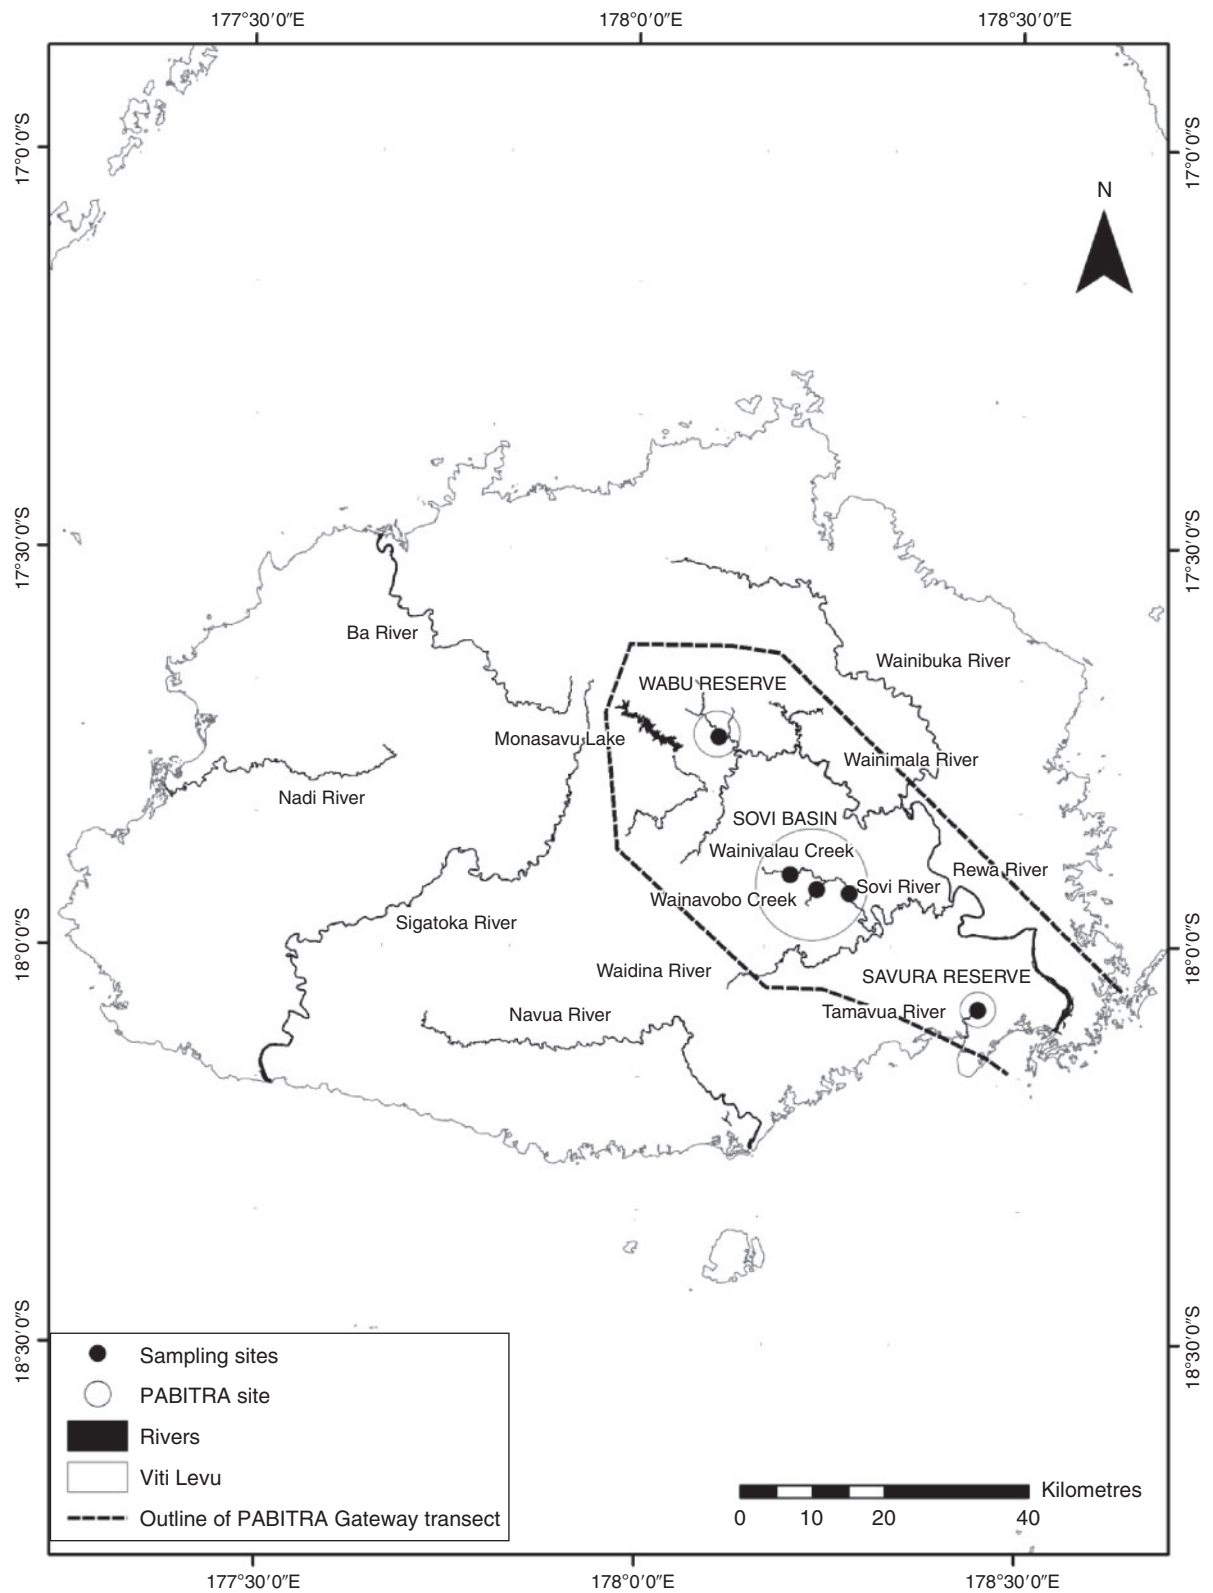 177°30′0″E 178°0′0″E 178°30′0″E
17°0′0″S
17°0′0″S
N
17°30′0″S
17°30′0″S
Ba River
Wainibuka River
WABU RESERVE
Monasavu Lake
Wainimala River
Nadi River
SOVI BASIN
Wainivalau Creek
Rewa River
Sovi River
Wainavobo Creek
Sigatoka River
18°0′0″S
18°0′0″S
Waidina River
SAVURA RESERVE
Navua River
Tamavua River
18°30′0″S
18°30′0″S
Sampling sites
PABITRA site
Rivers
Viti Levu
Outline of PABITRA Gateway transect
Kilometres
0 10 20 40
177°30′0″E 178°0′0″E 178°30′0″E